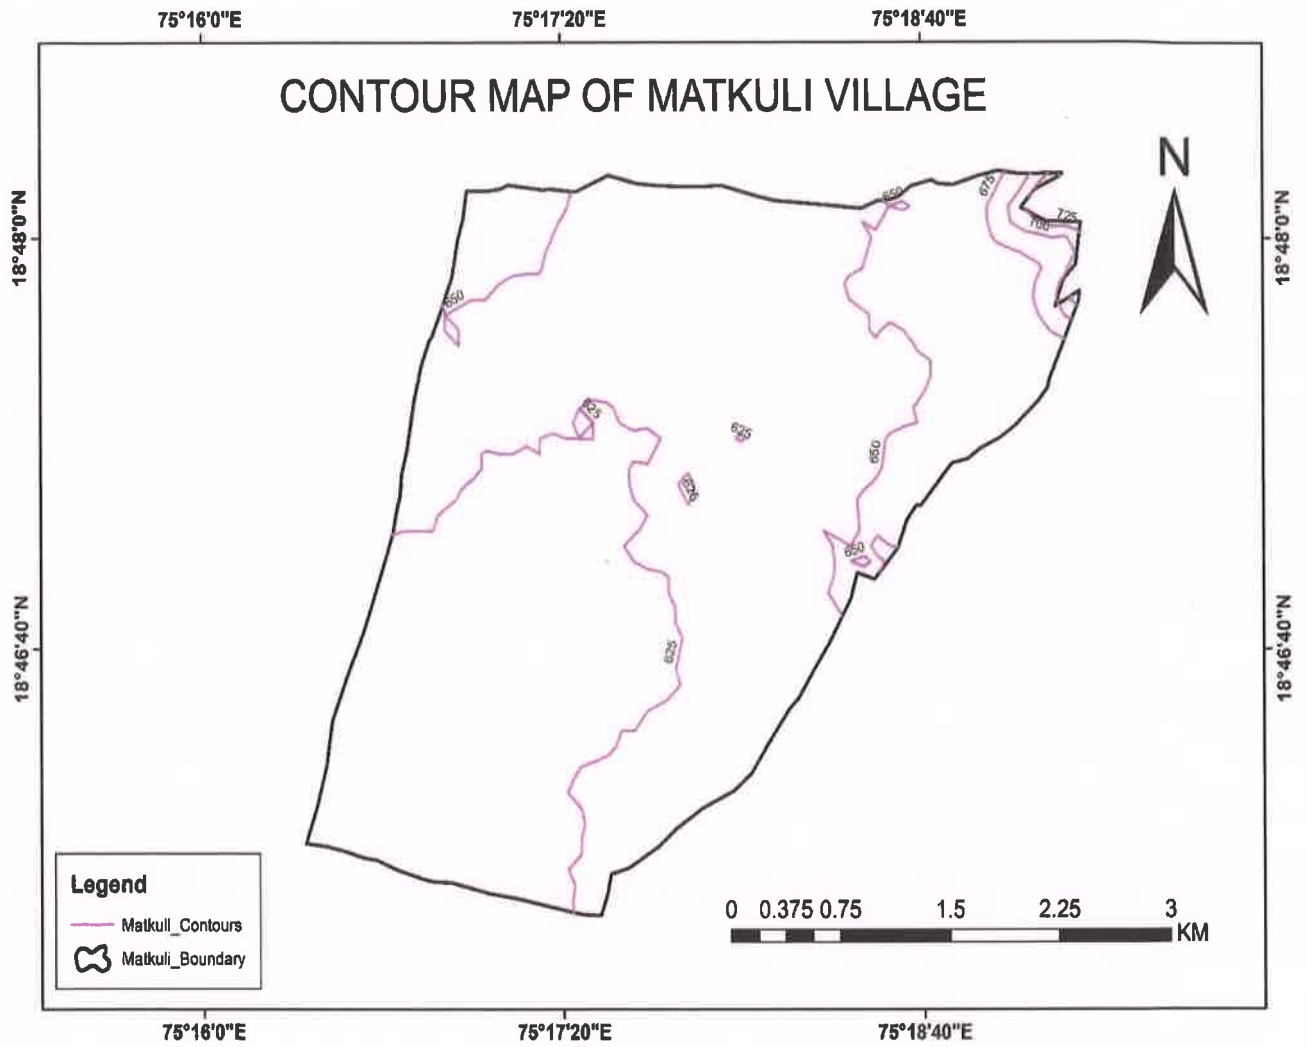 75°16'0"E 75°17'20"E 75°18'40"E
CONTOUR MAP OF MATKULI VILLAGE
N
18°48'0"N
18°48'0"N
650
675
725
700
650
625
625
650
625
650
625
18°46'40"N
18°46'40"N
Legend
Matkuli_Contours
Matkuli_Boundary
0 0.375 0.75 1.5 2.25 3
KM
75°16'0"E 75°17'20"E 75°18'40"E